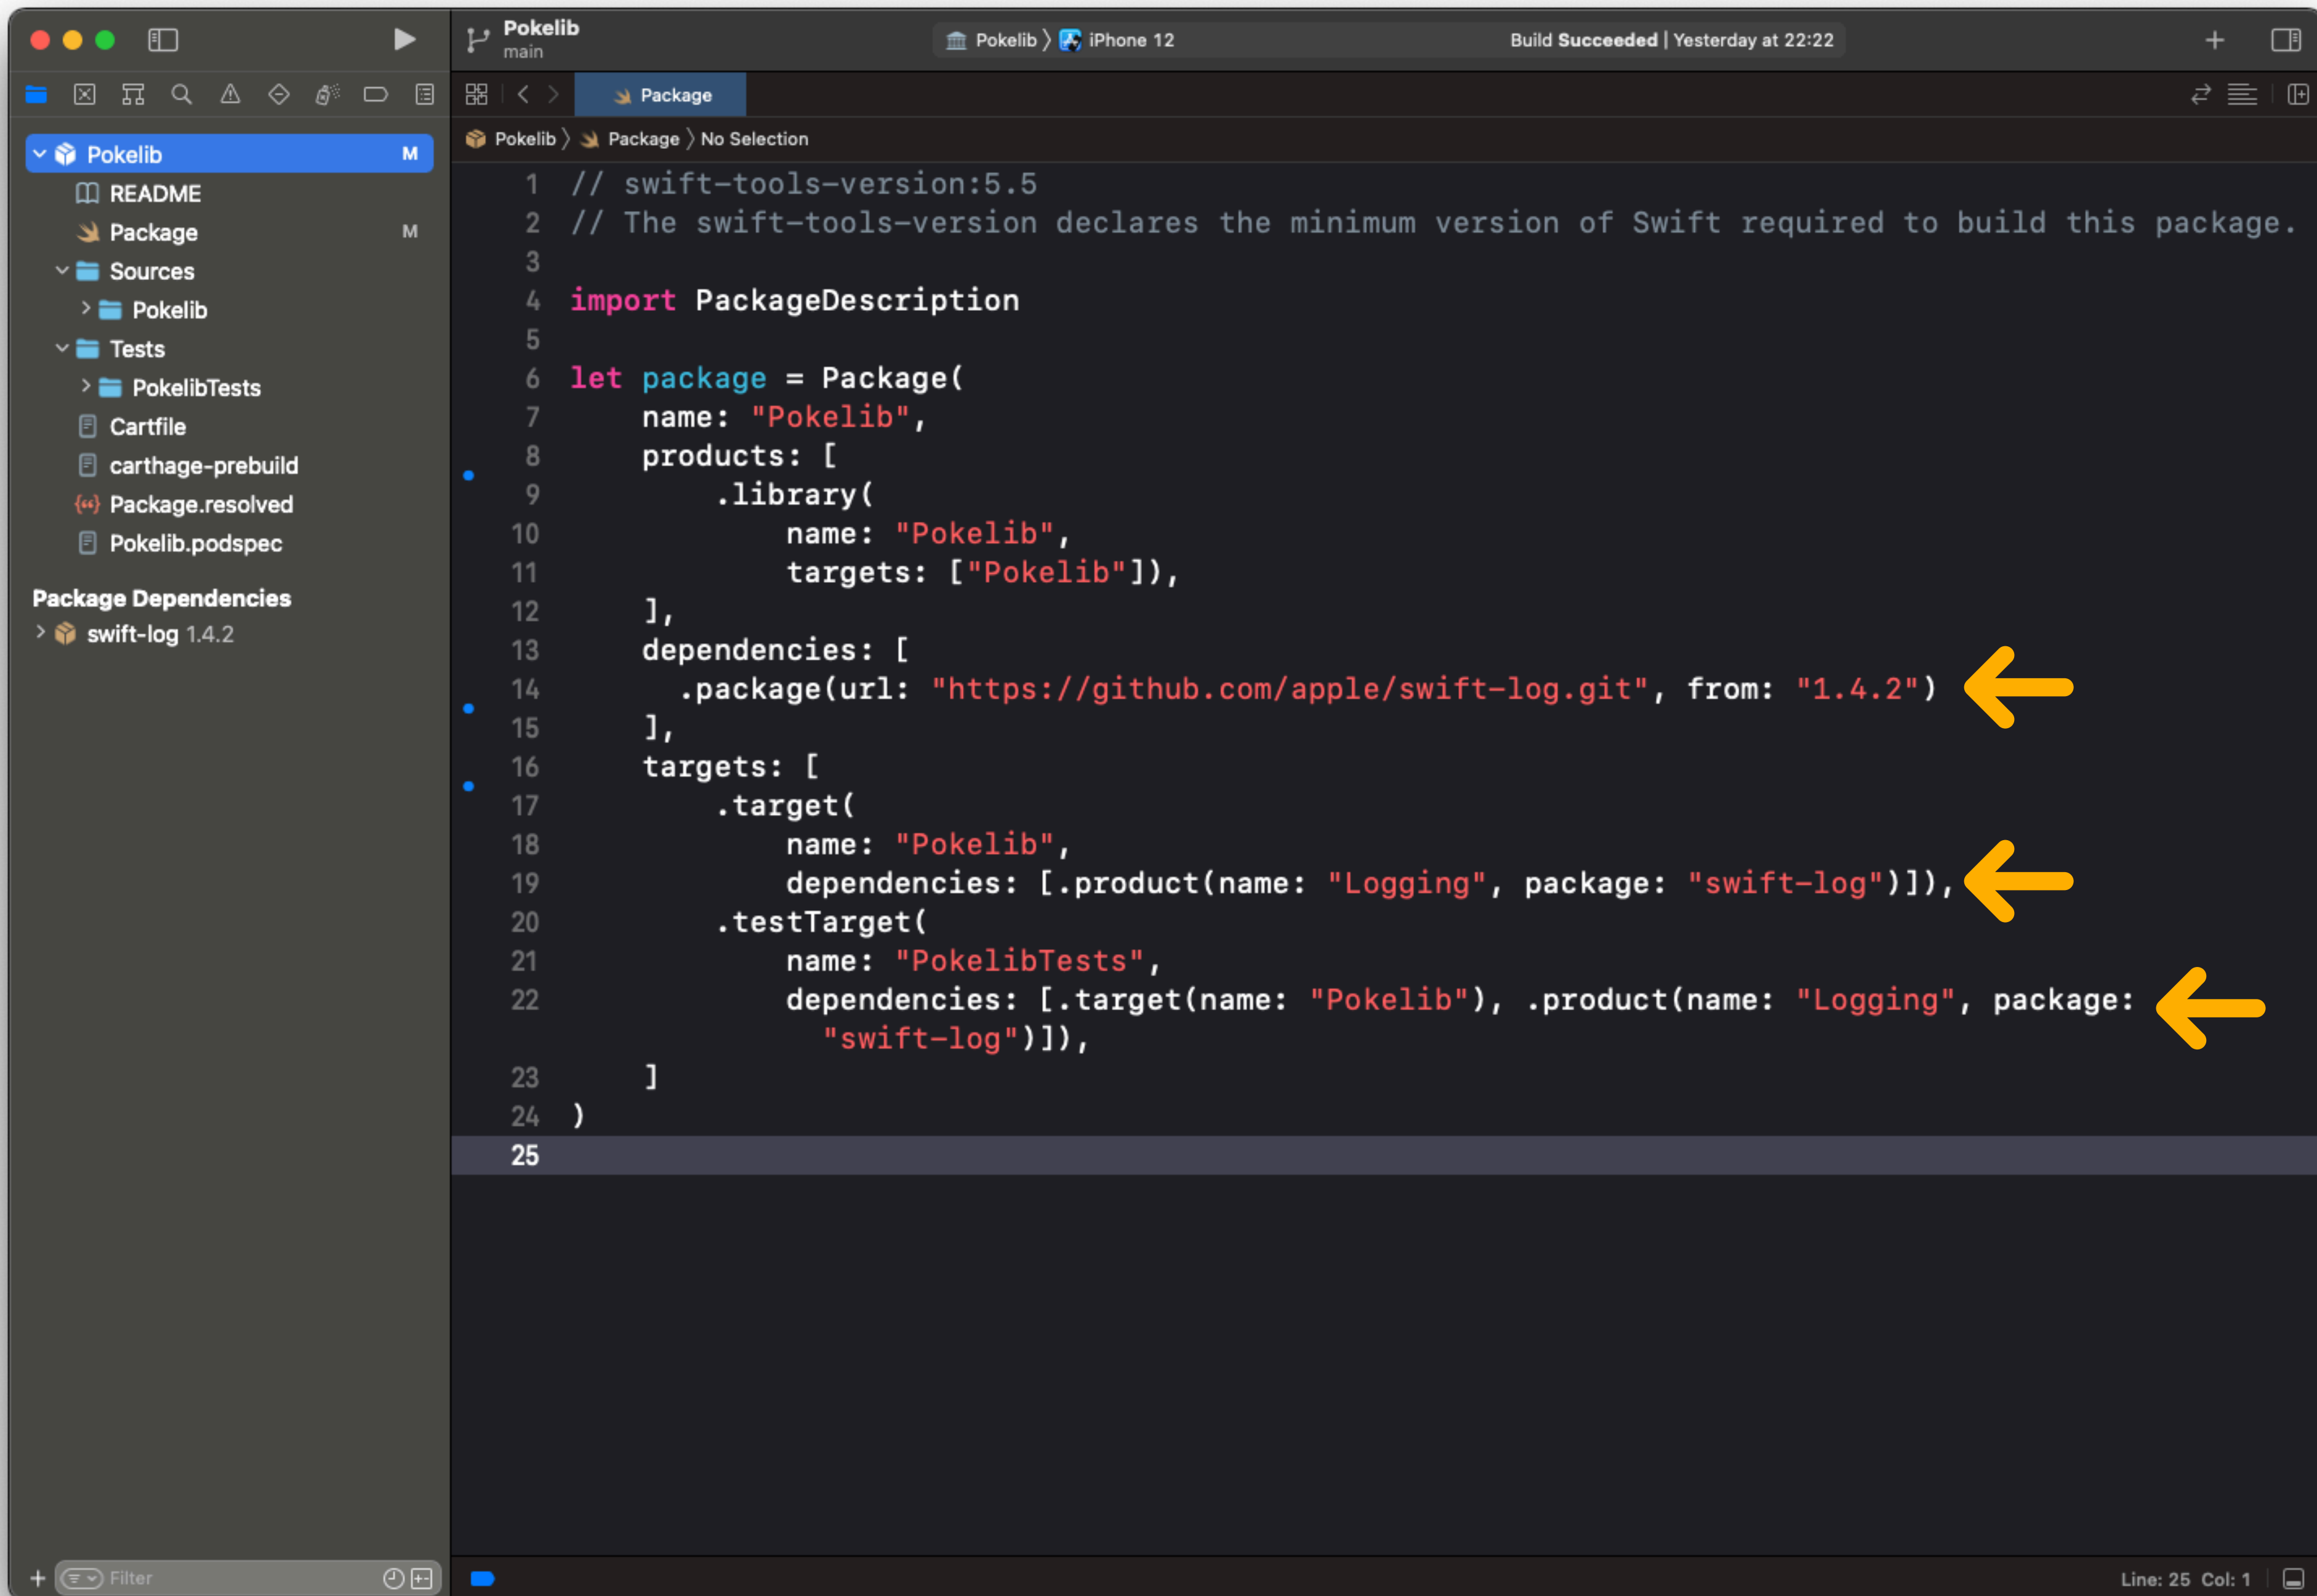 Pokelib
main
Pokelib 〉 iPhone 12
Build Succeeded | Yesterday at 22:22
Package
Pokelib 〉 Package 〉 No Selection
Pokelib M
README
Package M
Sources
Pokelib
Tests
PokelibTests
Cartfile
carthage-prebuild
Package.resolved
Pokelib.podspec
Package Dependencies
swift-log 1.4.2
Filter
1 // swift-tools-version:5.5
2 // The swift-tools-version declares the minimum version of Swift required to build this package.
3
4 import PackageDescription
5
6 let package = Package(
7     name: "Pokelib",
8     products: [
9         .library(
10             name: "Pokelib",
11             targets: ["Pokelib"]),
12     ],
13     dependencies: [
14       .package(url: "https://github.com/apple/swift-log.git", from: "1.4.2")
15     ],
16     targets: [
17         .target(
18             name: "Pokelib",
19             dependencies: [.product(name: "Logging", package: "swift-log")]),
20         .testTarget(
21             name: "PokelibTests",
22             dependencies: [.target(name: "Pokelib"), .product(name: "Logging", package:
"swift-log")]),
23     ]
24 )
25
Line: 25 Col: 1